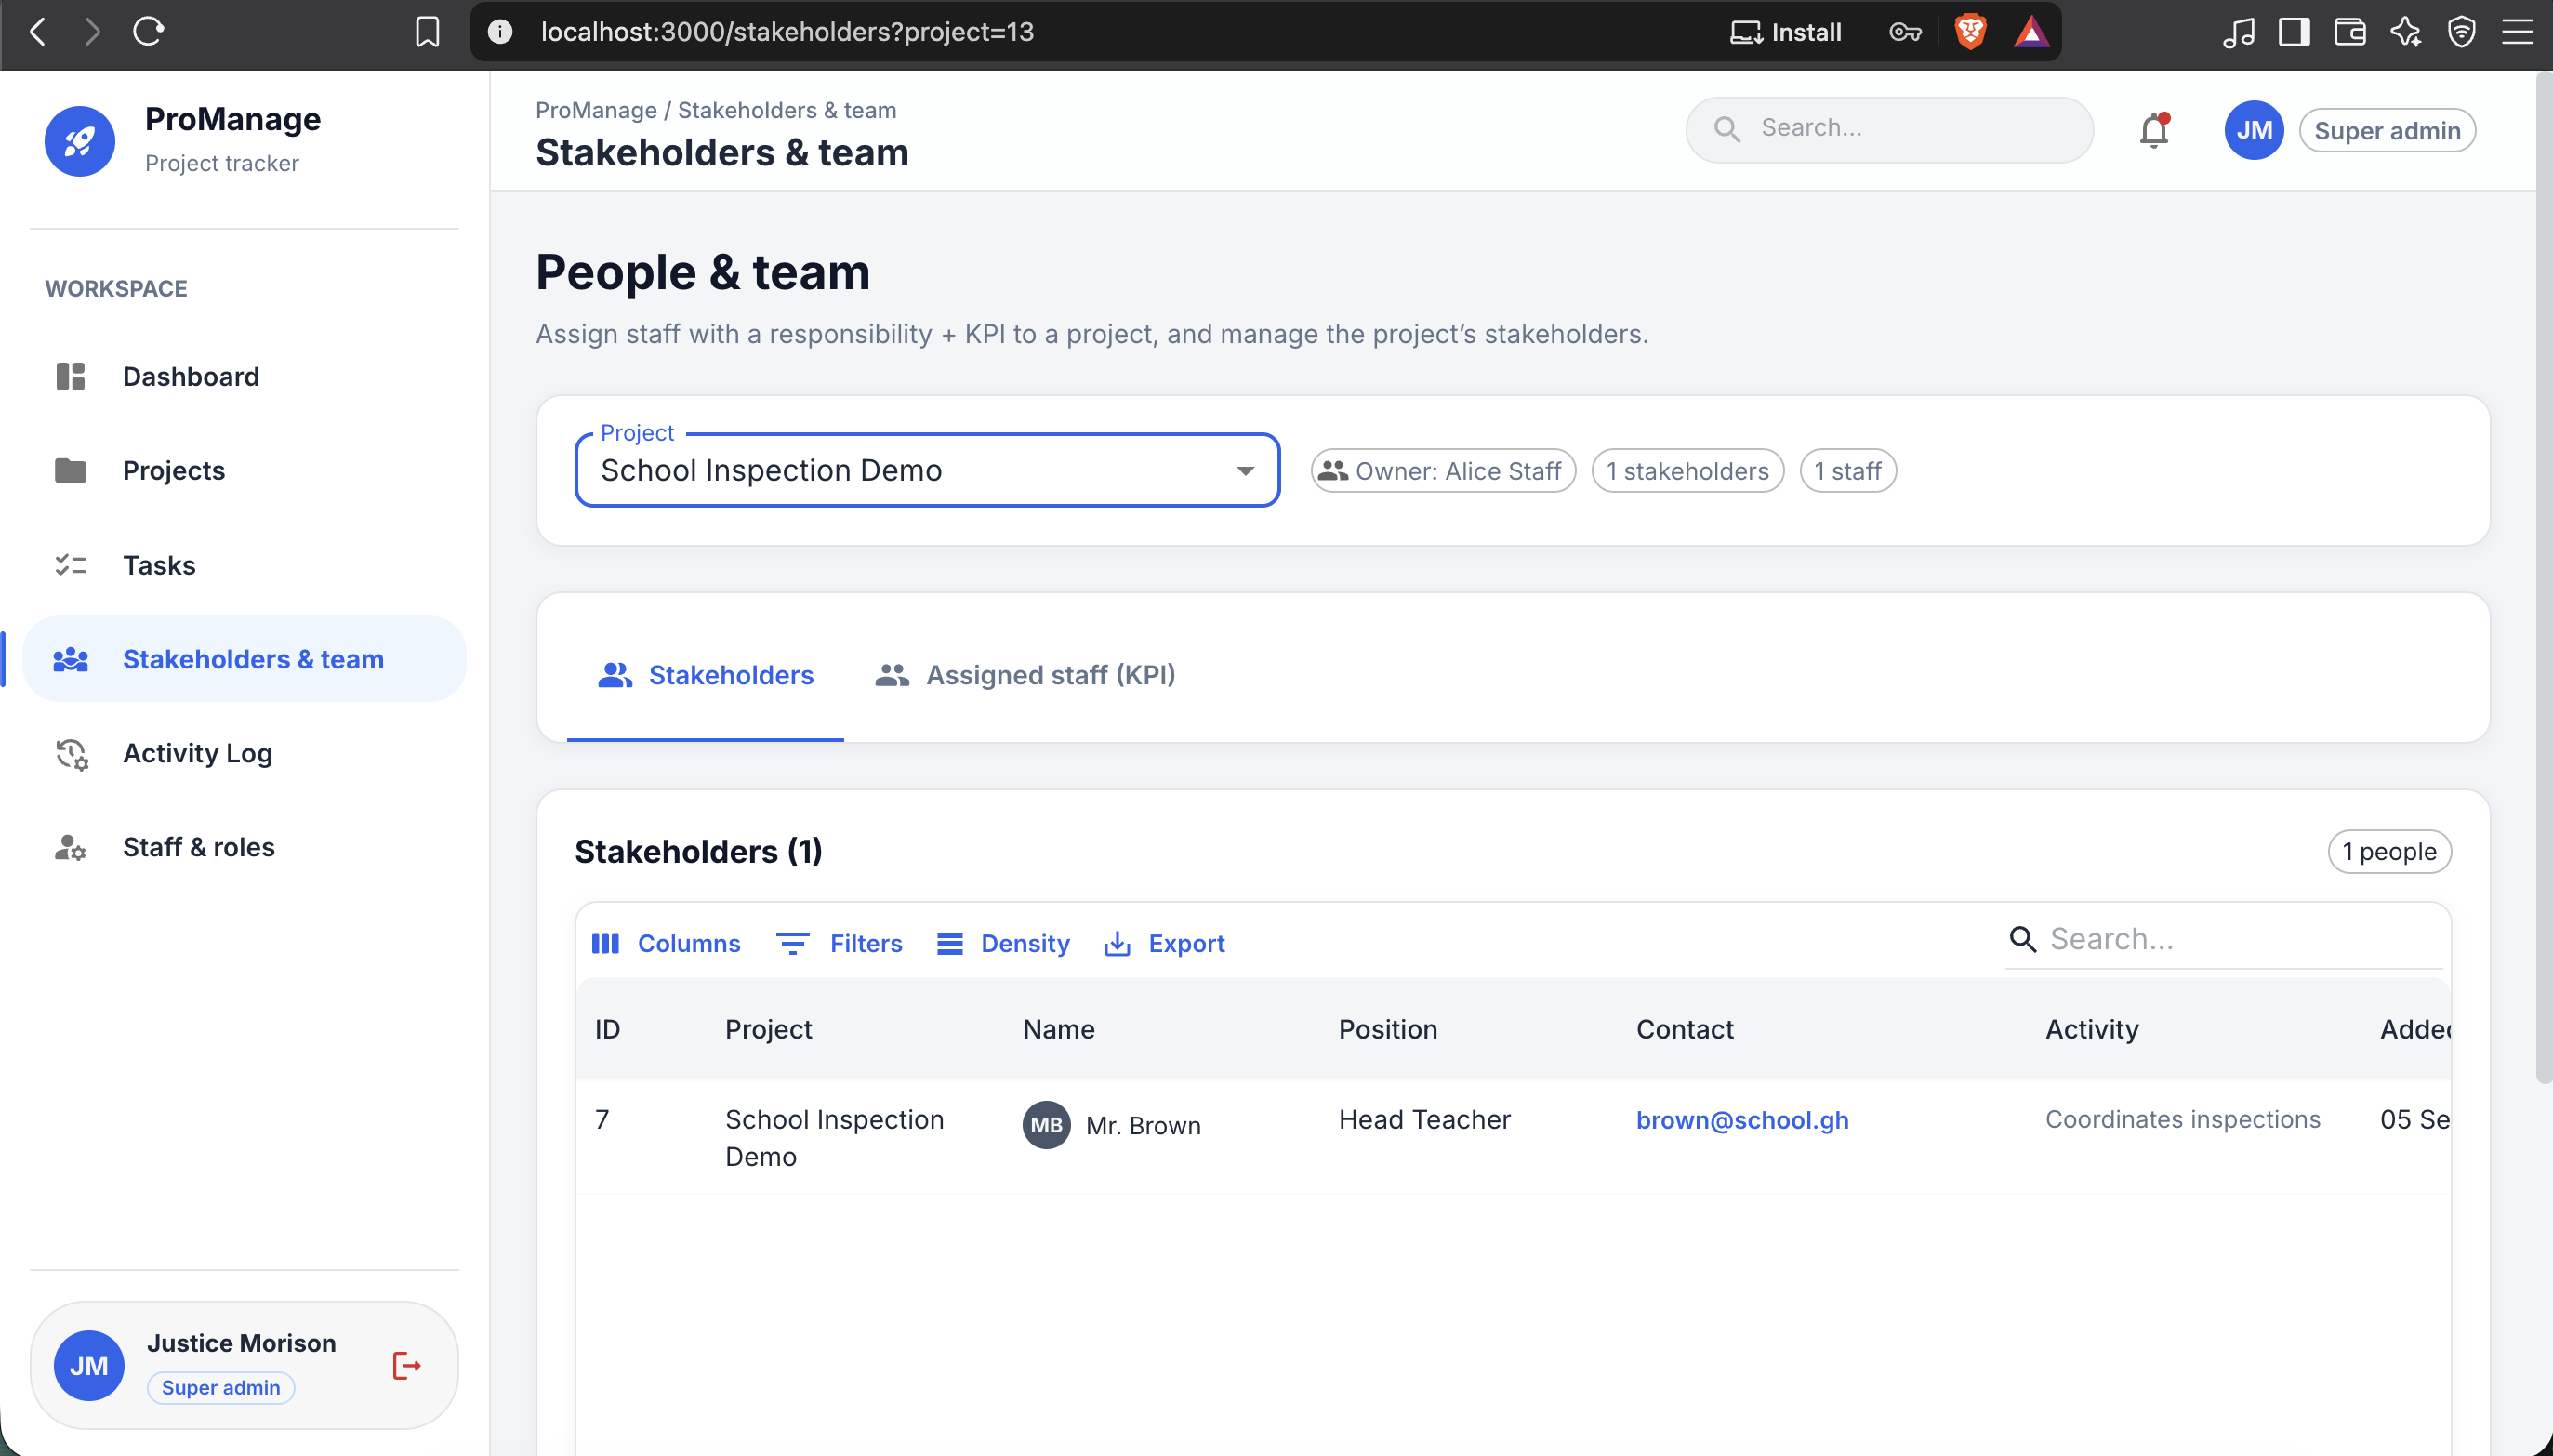 localhost:3000/stakeholders?project=13
Install
ProManage
Project tracker
WORKSPACE
Dashboard
Projects
Tasks
Stakeholders & team
Activity Log
Staff & roles
JM
Justice Morison
Super admin
ProManage / Stakeholders & team
Stakeholders & team
Search...
JM
Super admin
People & team
Assign staff with a responsibility + KPI to a project, and manage the project’s stakeholders.
Project
School Inspection Demo
Owner: Alice Staff
1 stakeholders
1 staff
Stakeholders
Assigned staff (KPI)
Stakeholders (1)
1 people
Columns
Filters
Density
Export
Search...
ID Project Name Position Contact Activity Added
7 School Inspection Demo MB Mr. Brown Head Teacher brown@school.gh Coordinates inspections 05 Se